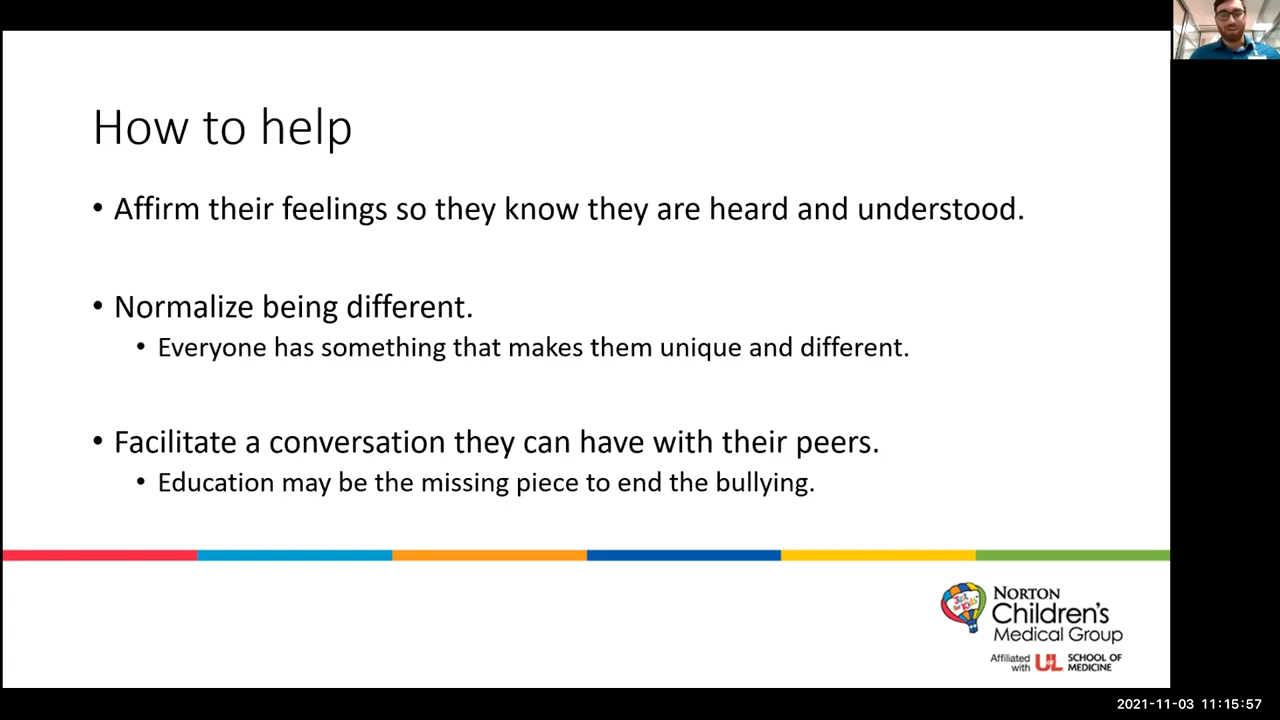 How to help
• Affirm their feelings so they know they are heard and understood.
• Normalize being different.
• Everyone has something that makes them unique and different.
• Facilitate a conversation they can have with their peers.
• Education may be the missing piece to end the bullying.
Just for Kids
NORTON
Children's
Medical Group
Affiliated with UL SCHOOL OF MEDICINE
2021-11-03 11:15:57